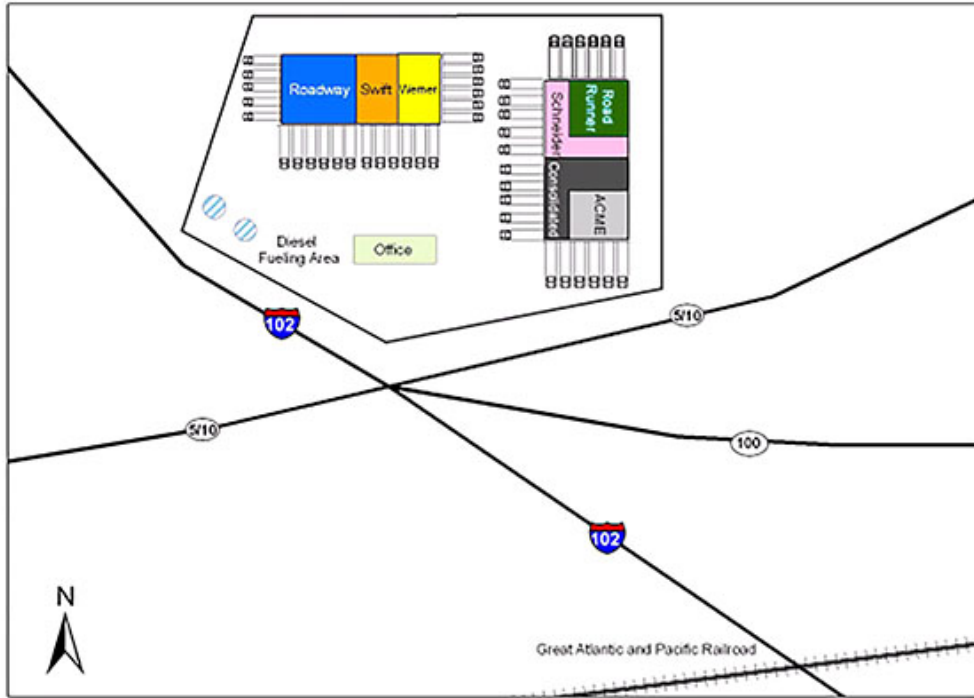 Roadway
Swift
Werner
Road
Runner
Schneider
Consolidated
ACME
Diesel
Fueling Area
Office
102
5/10
5/10
100
102
N
Great Atlantic and Pacific Railroad